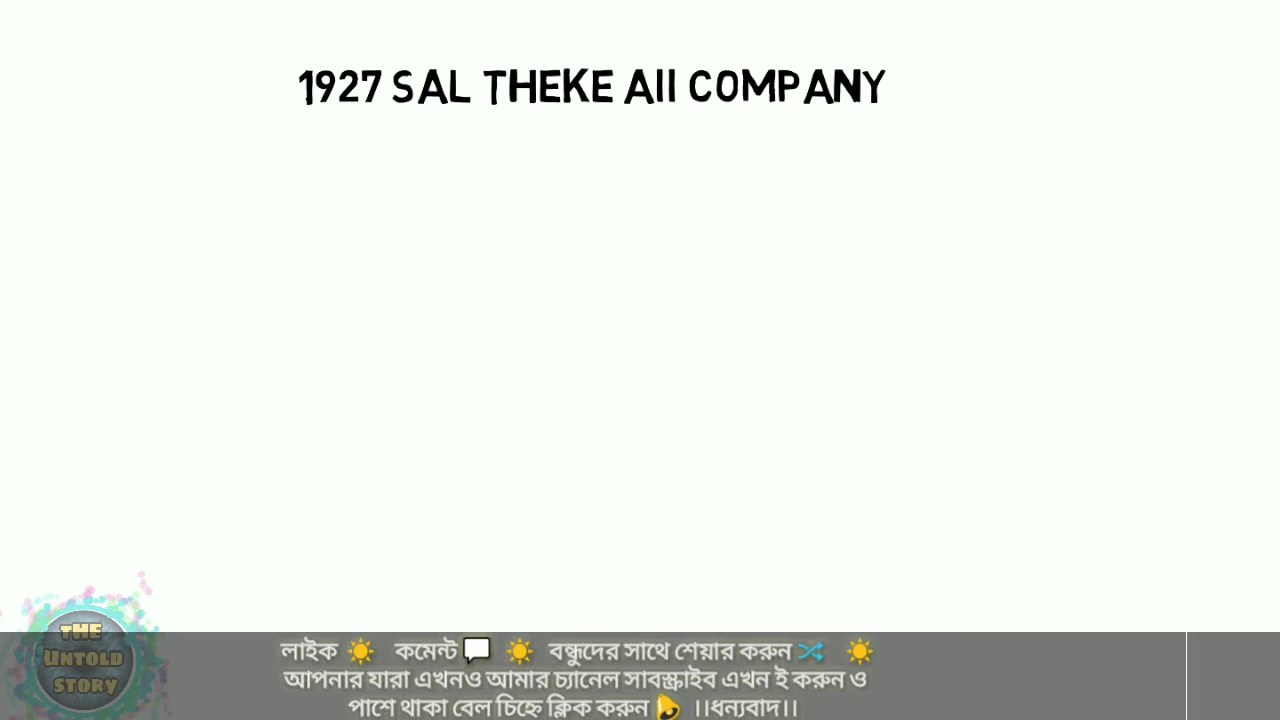 1927 SAL THEKE All COMPANY
THE
UNTOLD
STORY
লাইক ☀️ কমেন্ট 💬 ☀️ বন্ধুদের সাথে শেয়ার করুন 🔀 ☀️
আপনার যারা এখনও আমার চ্যানেল সাবস্ক্রাইব এখন ই করুন ও
পাশে থাকা বেল চিহ্নে ক্লিক করুন 🔔 ।।ধন্যবাদ।।